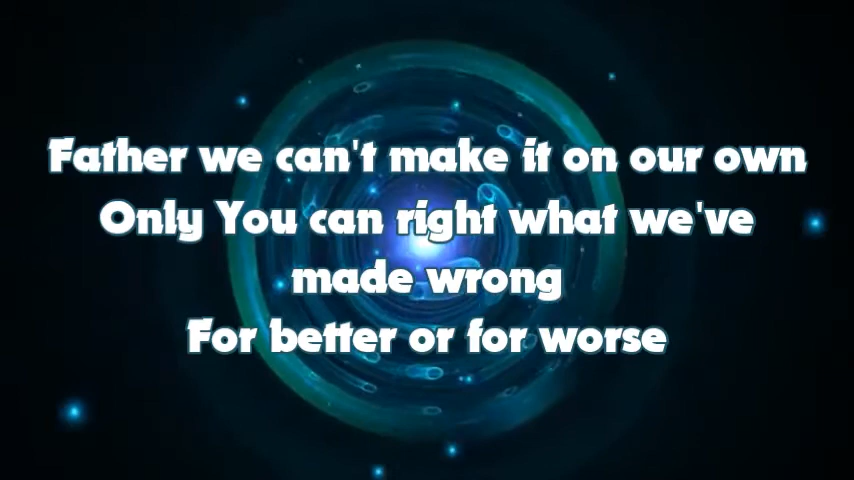 Father we can't make it on our own
Only You can right what we've
made wrong
For better or for worse